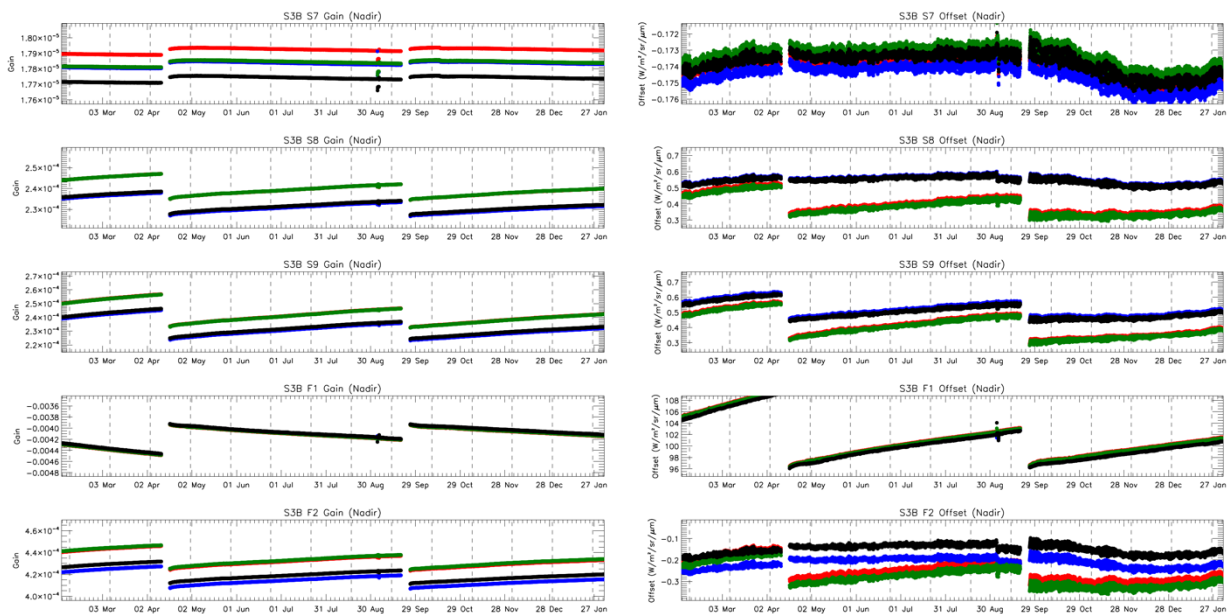 S3B S7 Gain (Nadir)
Gain
1.80×10⁻⁵
1.79×10⁻⁵
1.78×10⁻⁵
1.77×10⁻⁵
1.76×10⁻⁵
03 Mar 02 Apr 02 May 01 Jun 01 Jul 31 Jul 30 Aug 29 Sep 29 Oct 28 Nov 28 Dec 27 Jan
S3B S7 Offset (Nadir)
Offset (W/m²/sr/μm)
−0.172
−0.173
−0.174
−0.175
−0.176
03 Mar 02 Apr 02 May 01 Jun 01 Jul 31 Jul 30 Aug 29 Sep 29 Oct 28 Nov 28 Dec 27 Jan
S3B S8 Gain (Nadir)
Gain
2.5×10⁻⁴
2.4×10⁻⁴
2.3×10⁻⁴
03 Mar 02 Apr 02 May 01 Jun 01 Jul 31 Jul 30 Aug 29 Sep 29 Oct 28 Nov 28 Dec 27 Jan
S3B S8 Offset (Nadir)
Offset (W/m²/sr/μm)
0.7
0.6
0.5
0.4
0.3
03 Mar 02 Apr 02 May 01 Jun 01 Jul 31 Jul 30 Aug 29 Sep 29 Oct 28 Nov 28 Dec 27 Jan
S3B S9 Gain (Nadir)
Gain
2.7×10⁻⁴
2.6×10⁻⁴
2.5×10⁻⁴
2.4×10⁻⁴
2.3×10⁻⁴
2.2×10⁻⁴
03 Mar 02 Apr 02 May 01 Jun 01 Jul 31 Jul 30 Aug 29 Sep 29 Oct 28 Nov 28 Dec 27 Jan
S3B S9 Offset (Nadir)
Offset (W/m²/sr/μm)
0.7
0.6
0.5
0.4
0.3
03 Mar 02 Apr 02 May 01 Jun 01 Jul 31 Jul 30 Aug 29 Sep 29 Oct 28 Nov 28 Dec 27 Jan
S3B F1 Gain (Nadir)
Gain
−0.0036
−0.0038
−0.0040
−0.0042
−0.0044
−0.0046
−0.0048
03 Mar 02 Apr 02 May 01 Jun 01 Jul 31 Jul 30 Aug 29 Sep 29 Oct 28 Nov 28 Dec 27 Jan
S3B F1 Offset (Nadir)
Offset (W/m²/sr/μm)
108
106
104
102
100
98
96
03 Mar 02 Apr 02 May 01 Jun 01 Jul 31 Jul 30 Aug 29 Sep 29 Oct 28 Nov 28 Dec 27 Jan
S3B F2 Gain (Nadir)
Gain
4.6×10⁻⁴
4.4×10⁻⁴
4.2×10⁻⁴
4.0×10⁻⁴
03 Mar 02 Apr 02 May 01 Jun 01 Jul 31 Jul 30 Aug 29 Sep 29 Oct 28 Nov 28 Dec 27 Jan
S3B F2 Offset (Nadir)
Offset (W/m²/sr/μm)
−0.1
−0.2
−0.3
03 Mar 02 Apr 02 May 01 Jun 01 Jul 31 Jul 30 Aug 29 Sep 29 Oct 28 Nov 28 Dec 27 Jan